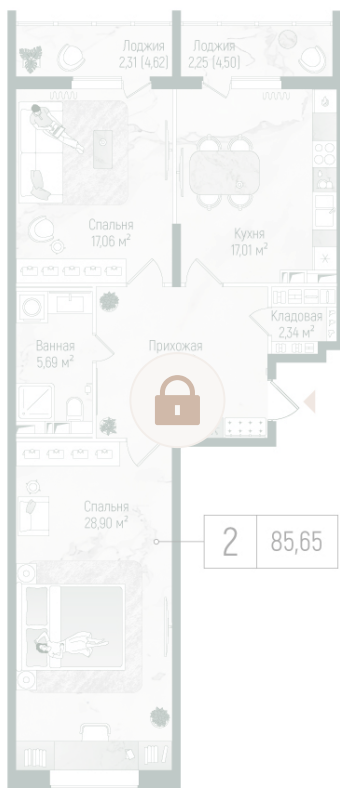 Лоджия
2,31 (4,62)
Лоджия
2,25 (4,50)
Спальня
17,06 м²
Кухня
17,01 м²
Кладовая
2,34 м²
Ванная
5,69 м²
Прихожая
Спальня
28,90 м²
2
85,65